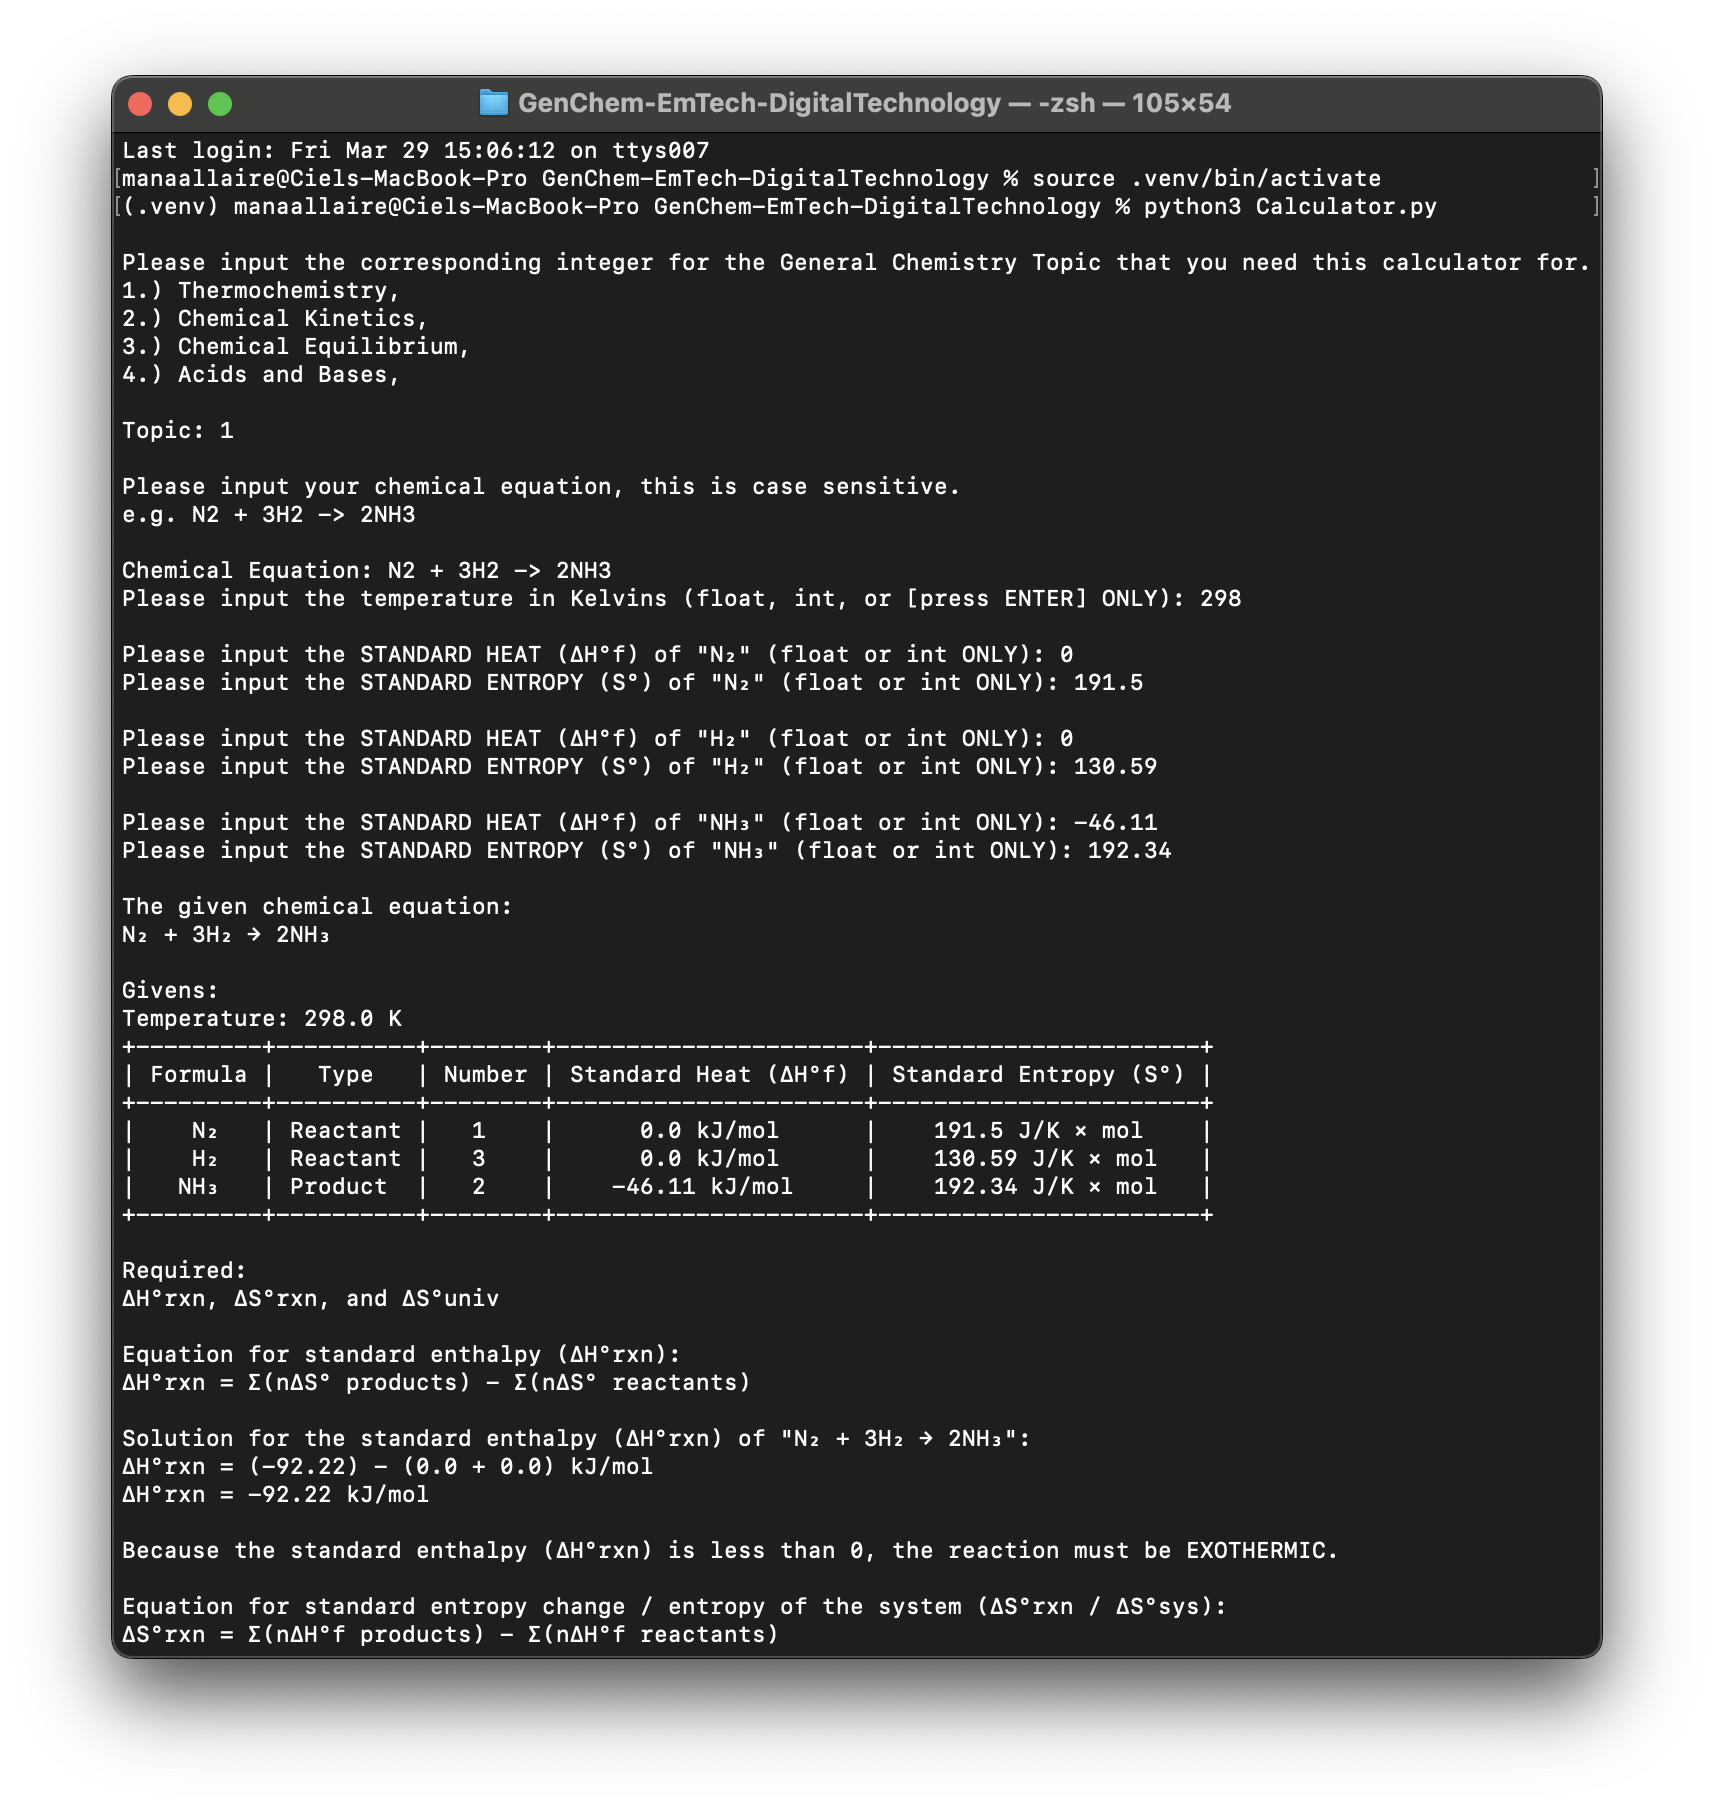 GenChem-EmTech-DigitalTechnology — -zsh — 105×54
Last login: Fri Mar 29 15:06:12 on ttys007
[manaallaire@Ciels-MacBook-Pro GenChem-EmTech-DigitalTechnology % source .venv/bin/activate ]
[(.venv) manaallaire@Ciels-MacBook-Pro GenChem-EmTech-DigitalTechnology % python3 Calculator.py ]
Please input the corresponding integer for the General Chemistry Topic that you need this calculator for.
1.) Thermochemistry,
2.) Chemical Kinetics,
3.) Chemical Equilibrium,
4.) Acids and Bases,
Topic: 1
Please input your chemical equation, this is case sensitive.
e.g. N2 + 3H2 -> 2NH3
Chemical Equation: N2 + 3H2 -> 2NH3
Please input the temperature in Kelvins (float, int, or [press ENTER] ONLY): 298
Please input the STANDARD HEAT (ΔH°f) of "N₂" (float or int ONLY): 0
Please input the STANDARD ENTROPY (S°) of "N₂" (float or int ONLY): 191.5
Please input the STANDARD HEAT (ΔH°f) of "H₂" (float or int ONLY): 0
Please input the STANDARD ENTROPY (S°) of "H₂" (float or int ONLY): 130.59
Please input the STANDARD HEAT (ΔH°f) of "NH₃" (float or int ONLY): -46.11
Please input the STANDARD ENTROPY (S°) of "NH₃" (float or int ONLY): 192.34
The given chemical equation:
N₂ + 3H₂ → 2NH₃
Givens:
Temperature: 298.0 K
+---------+----------+--------+----------------------+-----------------------+
| Formula |   Type   | Number | Standard Heat (ΔH°f) | Standard Entropy (S°) |
+---------+----------+--------+----------------------+-----------------------+
|    N₂   | Reactant |   1    |      0.0 kJ/mol      |    191.5 J/K × mol    |
|    H₂   | Reactant |   3    |      0.0 kJ/mol      |    130.59 J/K × mol   |
|   NH₃   | Product  |   2    |    -46.11 kJ/mol     |    192.34 J/K × mol   |
+---------+----------+--------+----------------------+-----------------------+
Required:
ΔH°rxn, ΔS°rxn, and ΔS°univ
Equation for standard enthalpy (ΔH°rxn):
ΔH°rxn = Σ(nΔS° products) - Σ(nΔS° reactants)
Solution for the standard enthalpy (ΔH°rxn) of "N₂ + 3H₂ → 2NH₃":
ΔH°rxn = (-92.22) - (0.0 + 0.0) kJ/mol
ΔH°rxn = -92.22 kJ/mol
Because the standard enthalpy (ΔH°rxn) is less than 0, the reaction must be EXOTHERMIC.
Equation for standard entropy change / entropy of the system (ΔS°rxn / ΔS°sys):
ΔS°rxn = Σ(nΔH°f products) - Σ(nΔH°f reactants)